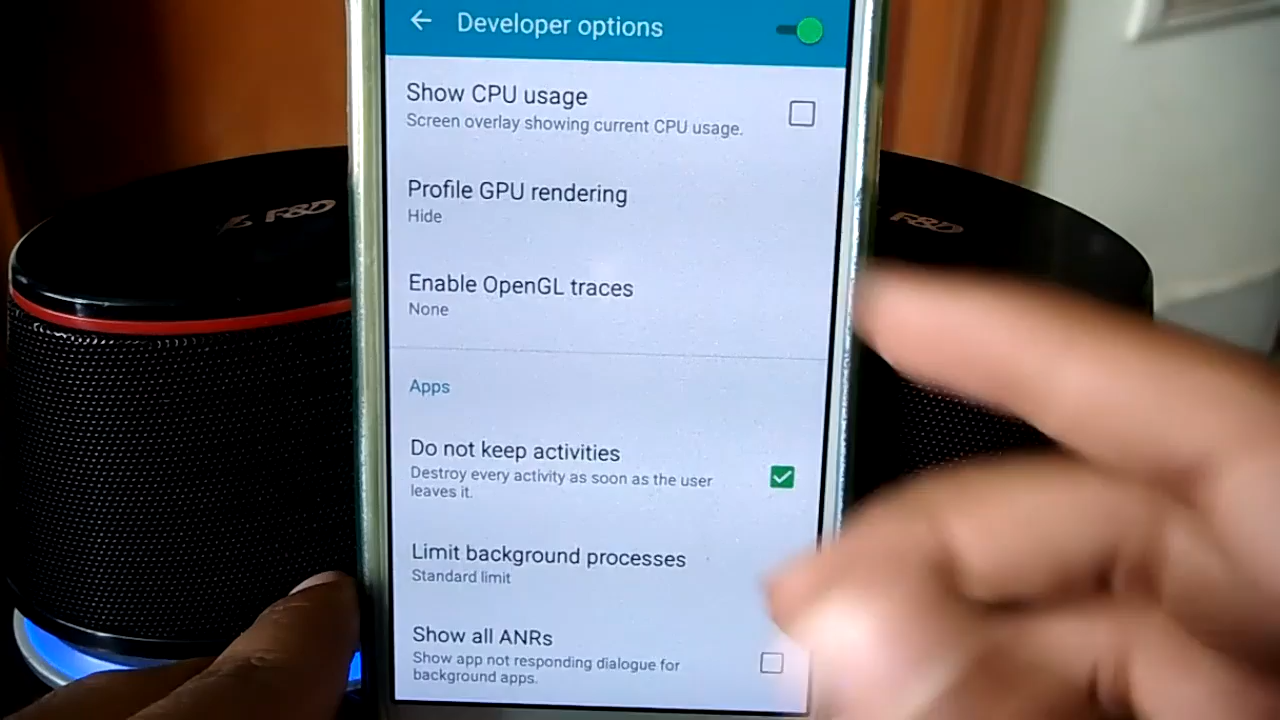 Developer options
Show CPU usage
Screen overlay showing current CPU usage.
Profile GPU rendering
Hide
Enable OpenGL traces
None
Apps
Do not keep activities
Destroy every activity as soon as the user
leaves it.
Limit background processes
Standard limit
Show all ANRs
Show app not responding dialogue for
background apps.
F&D
F&D